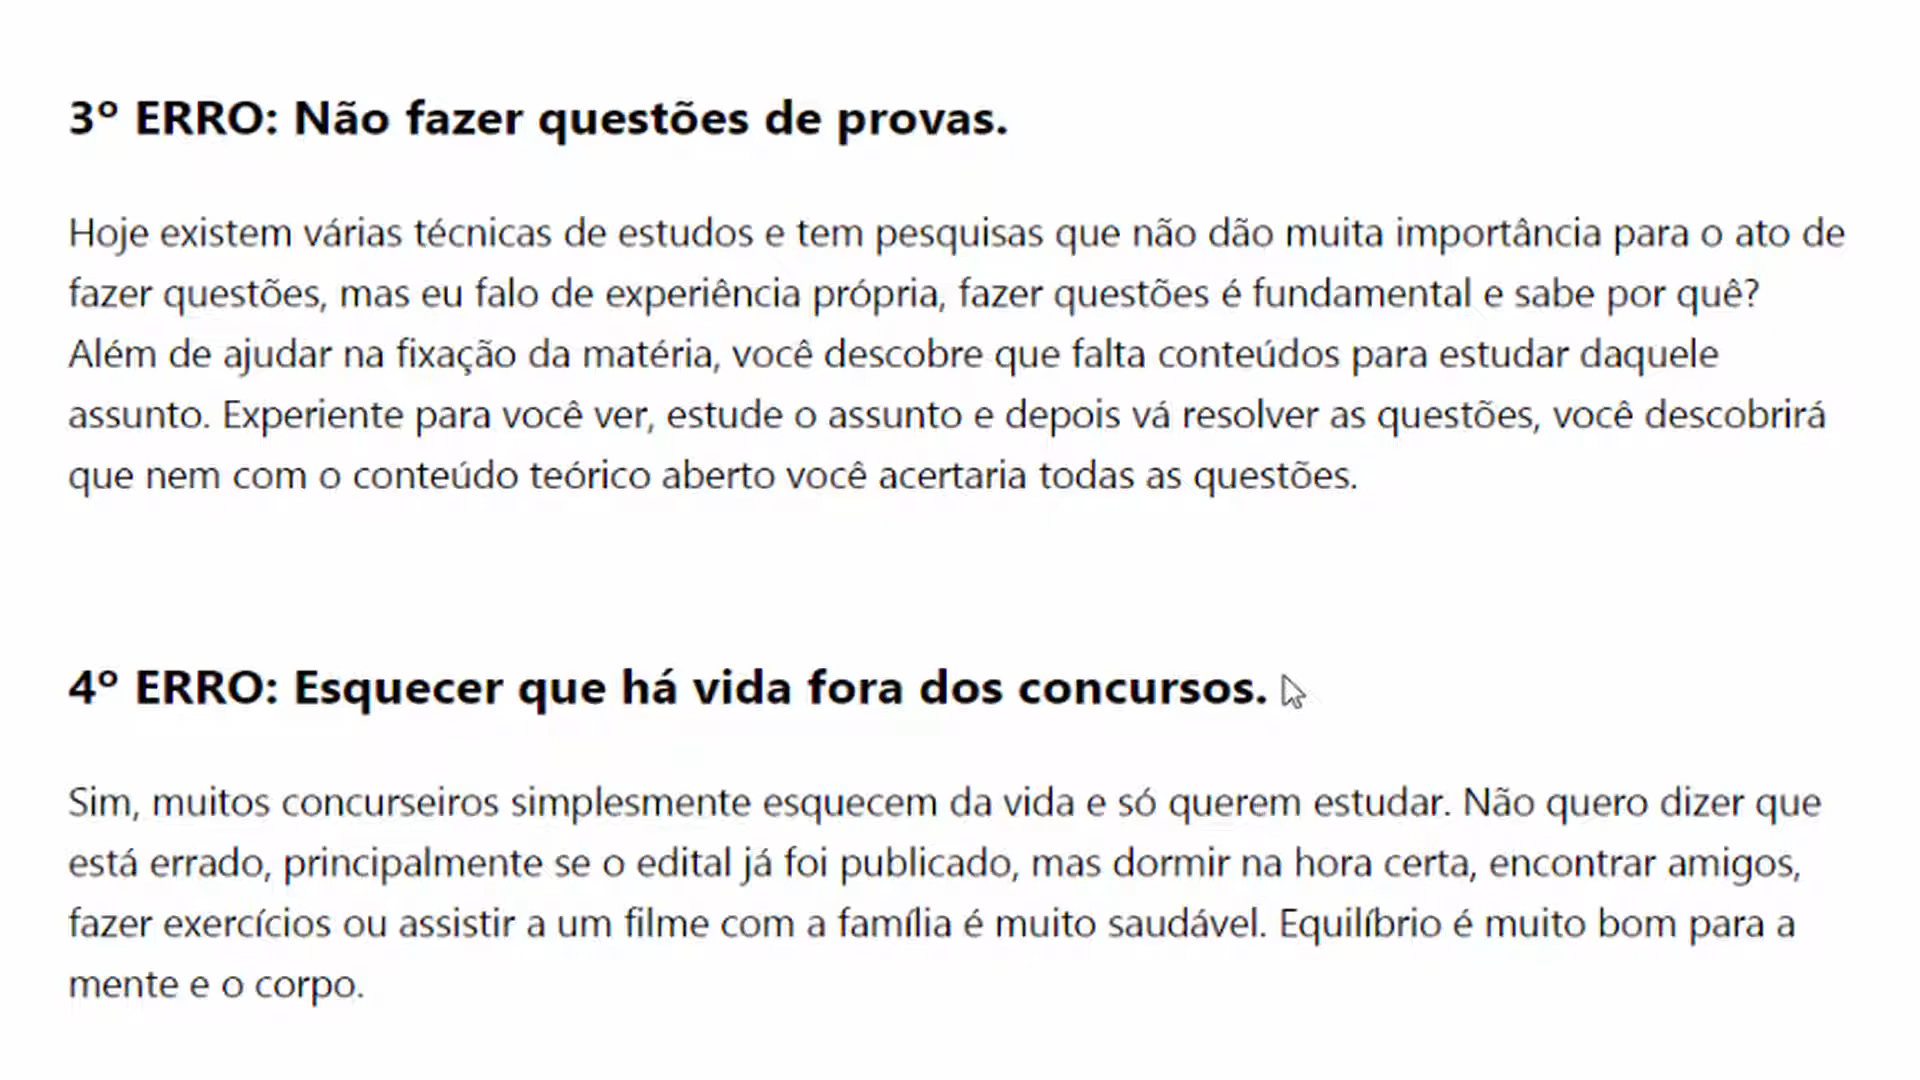 3º ERRO: Não fazer questões de provas.
Hoje existem várias técnicas de estudos e tem pesquisas que não dão muita importância para o ato de
fazer questões, mas eu falo de experiência própria, fazer questões é fundamental e sabe por quê?
Além de ajudar na fixação da matéria, você descobre que falta conteúdos para estudar daquele
assunto. Experiente para você ver, estude o assunto e depois vá resolver as questões, você descobrirá
que nem com o conteúdo teórico aberto você acertaria todas as questões.
4º ERRO: Esquecer que há vida fora dos concursos.
Sim, muitos concurseiros simplesmente esquecem da vida e só querem estudar. Não quero dizer que
está errado, principalmente se o edital já foi publicado, mas dormir na hora certa, encontrar amigos,
fazer exercícios ou assistir a um filme com a família é muito saudável. Equilíbrio é muito bom para a
mente e o corpo.